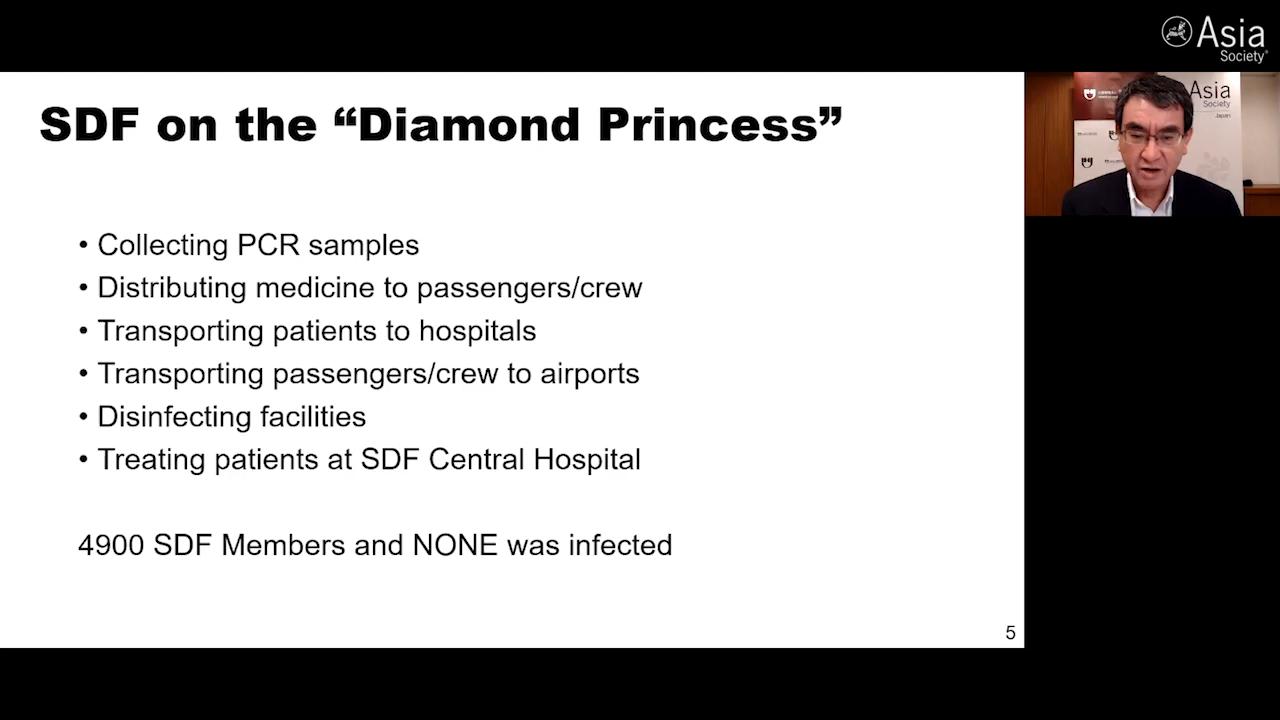 Asia
Society
SDF on the “Diamond Princess”
Asia
Society
Japan
• Collecting PCR samples
• Distributing medicine to passengers/crew
• Transporting patients to hospitals
• Transporting passengers/crew to airports
• Disinfecting facilities
• Treating patients at SDF Central Hospital
4900 SDF Members and NONE was infected
5